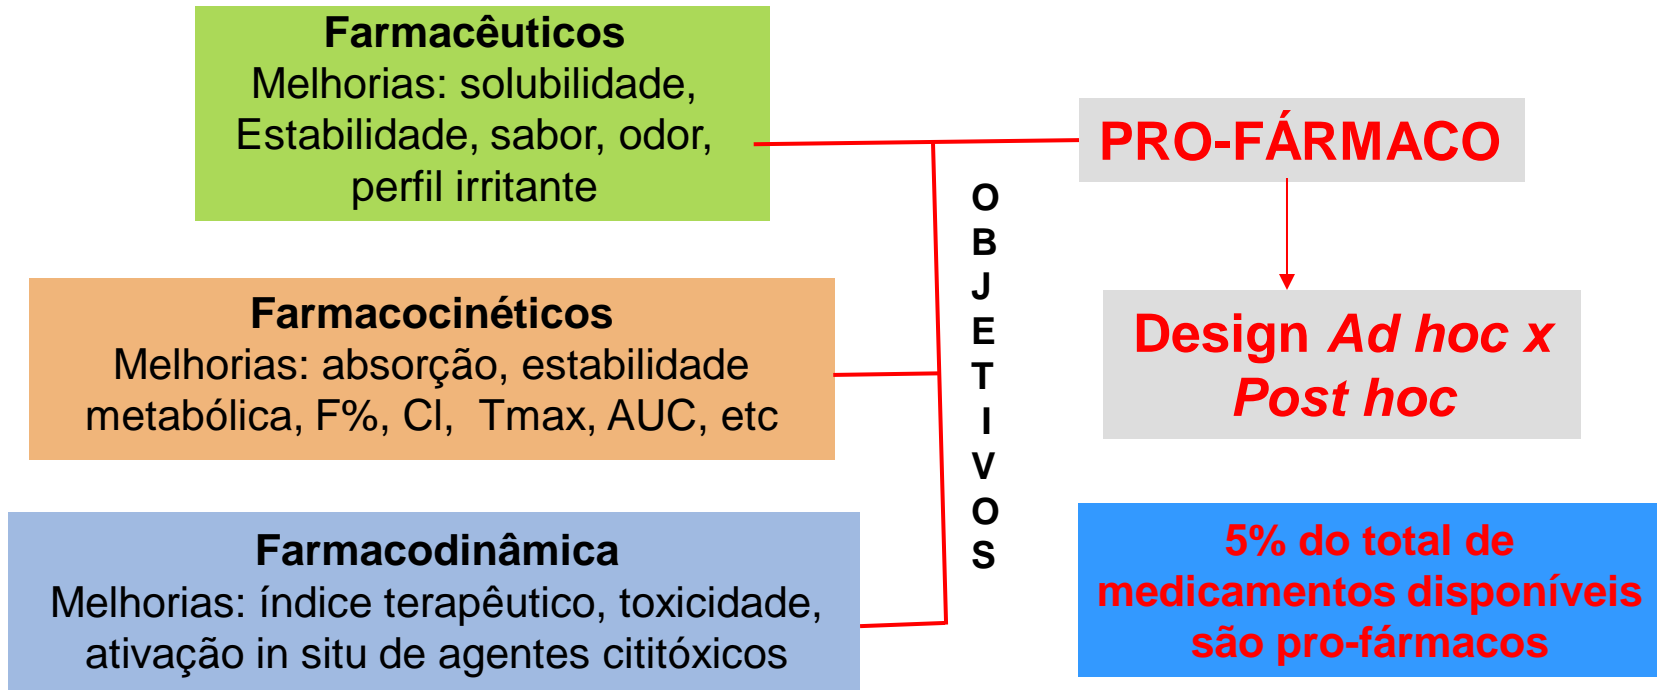 Farmacêuticos
Melhorias: solubilidade,
Estabilidade, sabor, odor,
perfil irritante
Farmacocinéticos
Melhorias: absorção, estabilidade
metabólica, F%, Cl, Tmax, AUC, etc
Farmacodinâmica
Melhorias: índice terapêutico, toxicidade,
ativação in situ de agentes cititóxicos
O
B
J
E
T
I
V
O
S
PRO-FÁRMACO
Design Ad hoc x
Post hoc
5% do total de
medicamentos disponíveis
são pro-fármacos